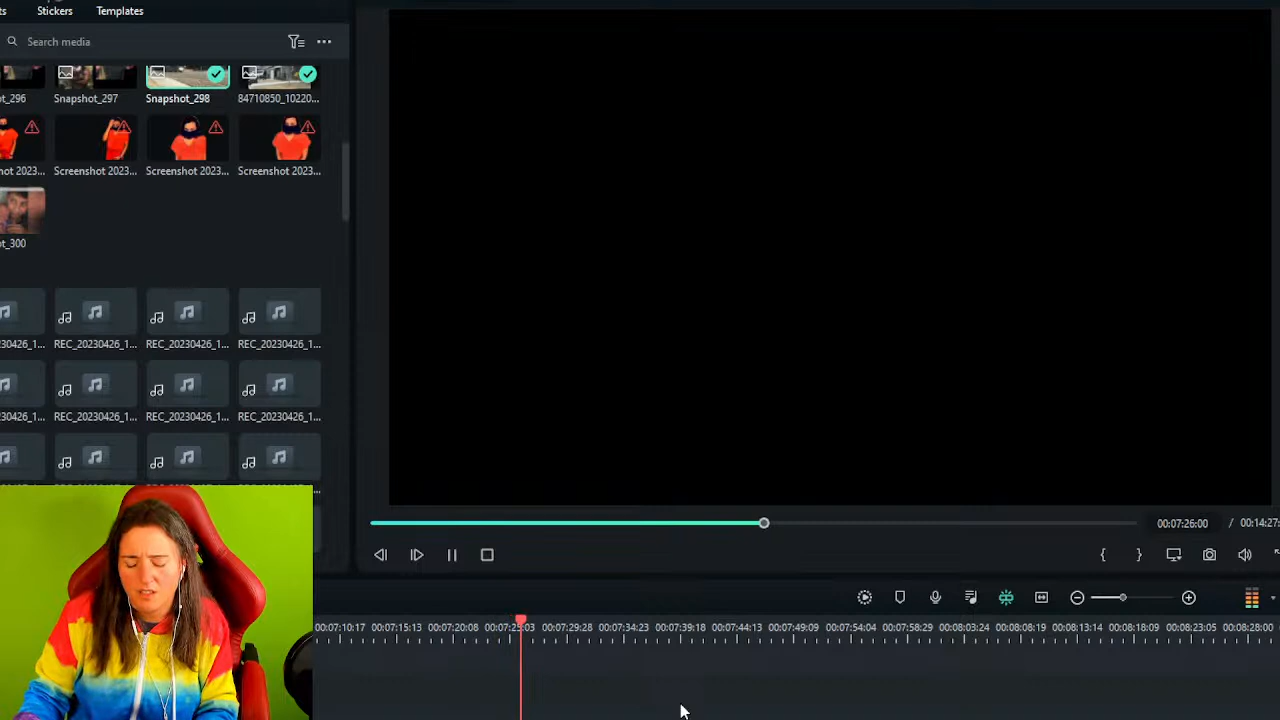 ts Stickers Templates
Search media
ot_296 Snapshot_297 Snapshot_298 84710850_10220...
hot 2023... Screenshot 2023... Screenshot 2023... Screenshot 2023...
ot_300
20230426_1... REC_20230426_1... REC_20230426_1... REC_20230426_1...
20230426_1... REC_20230426_1... REC_20230426_1... REC_20230426_1...
00:07:26:00 / 00:14:27:
00:07:10:17 00:07:15:13 00:07:20:08 00:07:25:03 00:07:29:28 00:07:34:23 00:07:39:18 00:07:44:13 00:07:49:09 00:07:54:04 00:07:58:29 00:08:03:24 00:08:08:19 00:08:13:14 00:08:18:09 00:08:23:05 00:08:28:00